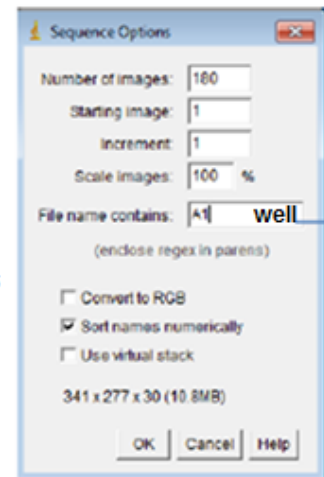 Sequence Options
Number of images: 180
Starting image: 1
Increment: 1
Scale images: 100 %
File name contains: A1 well
(enclose regex in parens)
Convert to RGB
Sort names numerically
Use virtual stack
341 x 277 x 30 (10.8MB)
OK Cancel Help